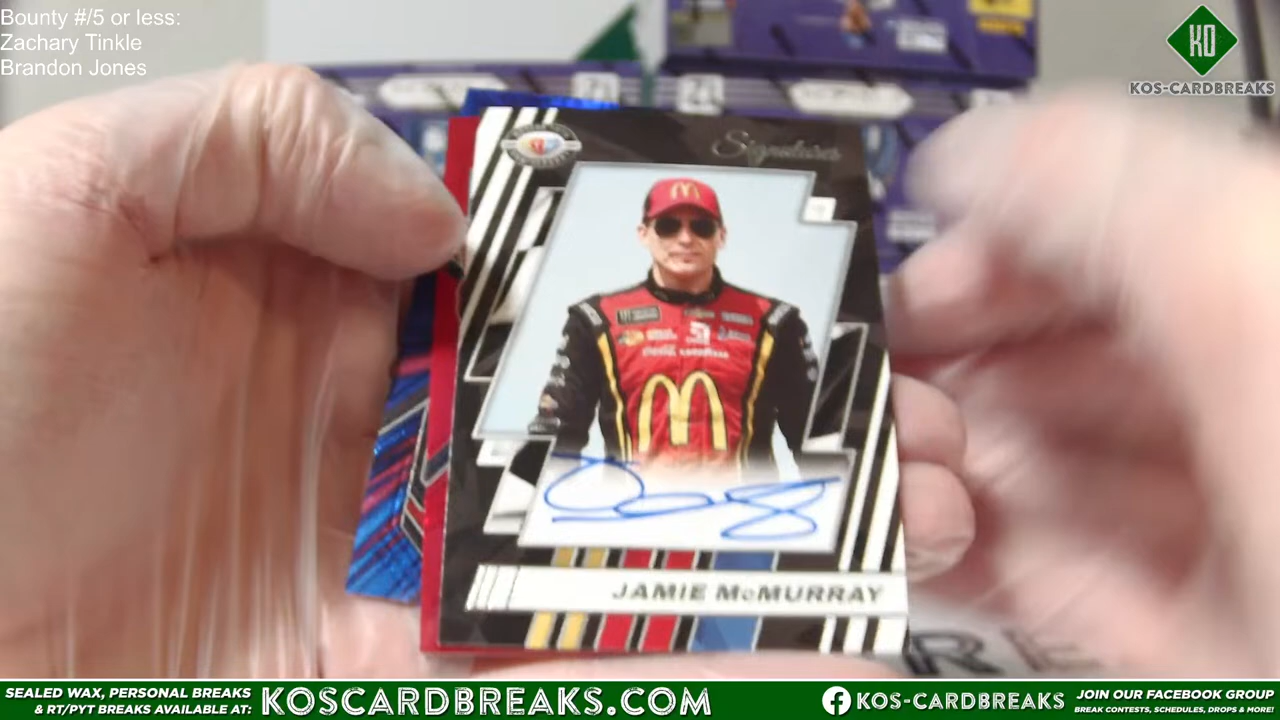 Bounty #/5 or less:
Zachary Tinkle
Brandon Jones
KO
KOS-CARDBREAKS
Signatures
JAMIE McMURRAY
SEALED WAX, PERSONAL BREAKS
& RT/PYT BREAKS AVAILABLE AT:
KOSCARDBREAKS.COM
KOS-CARDBREAKS
JOIN OUR FACEBOOK GROUP
BREAK CONTESTS, SCHEDULES, DROPS & MORE!